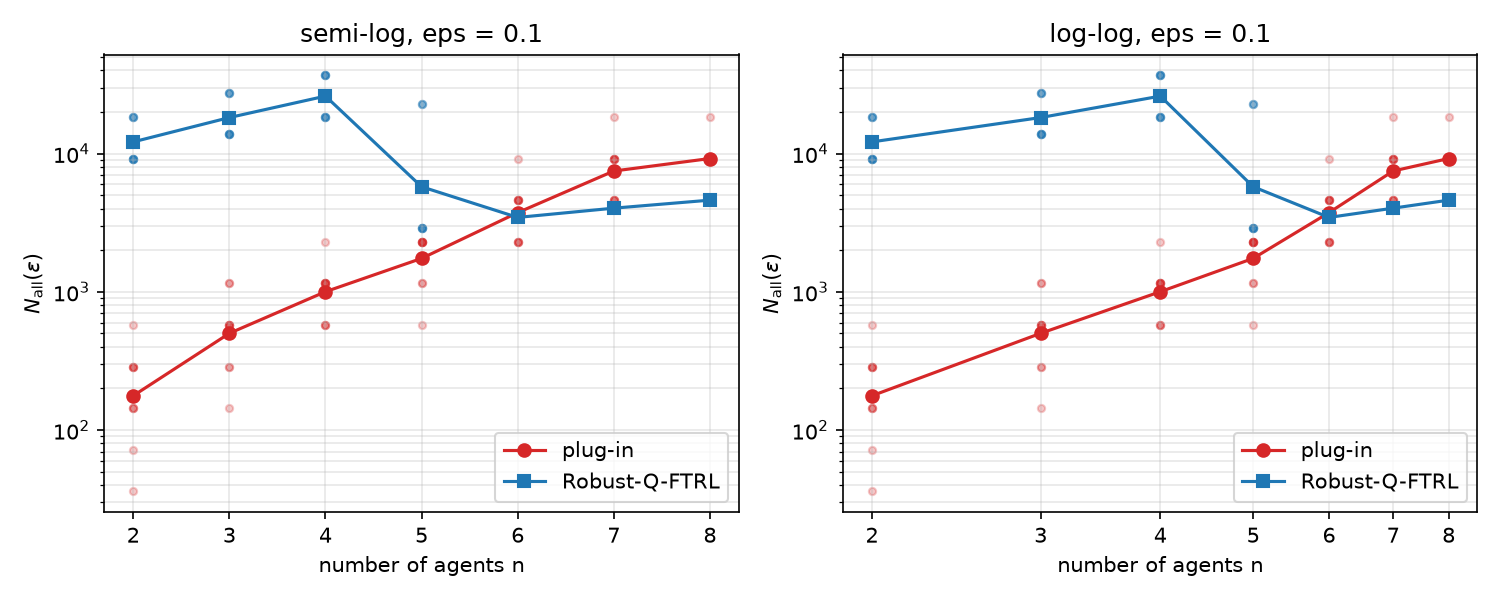 semi-log, eps = 0.1
N_all(ε)
10^4
10^3
10^2
2 3 4 5 6 7 8
number of agents n
plug-in
Robust-Q-FTRL
log-log, eps = 0.1
N_all(ε)
10^4
10^3
10^2
2 3 4 5 6 7 8
number of agents n
plug-in
Robust-Q-FTRL